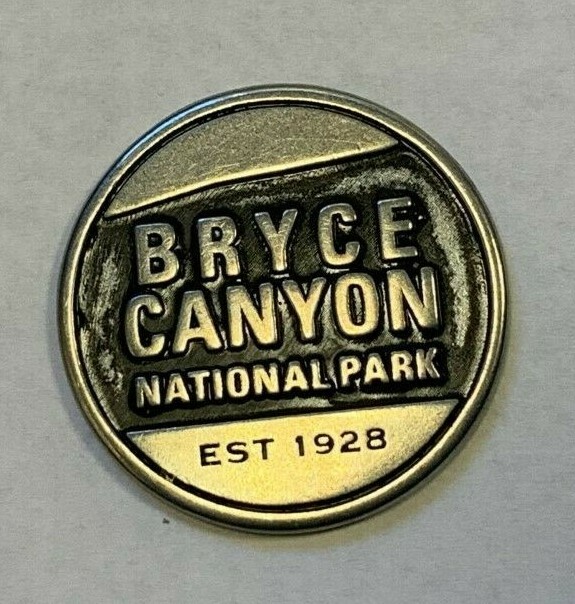 BRYCE
CANYON
NATIONAL PARK
EST 1928